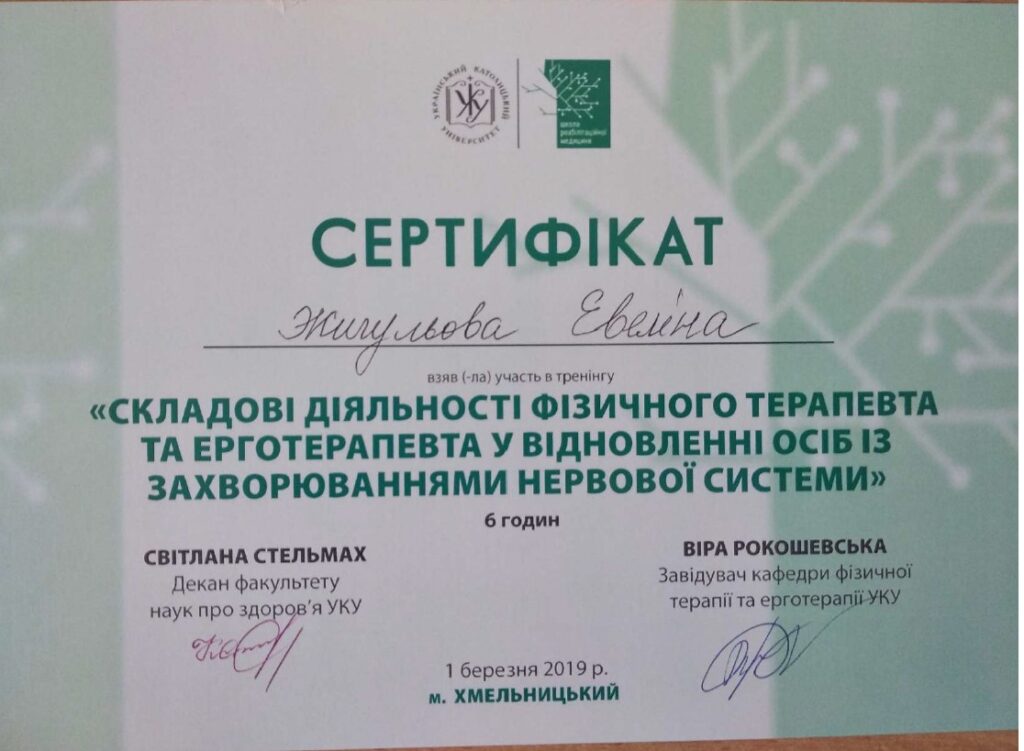 УКРАЇНСЬКИЙ КАТОЛИЦЬКИЙ УНІВЕРСИТЕТ
УКУ
школа
реабілітаційної
медицини
СЕРТИФІКАТ
Жигульова Евеліна
взяв (-ла) участь в тренінгу
«СКЛАДОВІ ДІЯЛЬНОСТІ ФІЗИЧНОГО ТЕРАПЕВТА
ТА ЕРГОТЕРАПЕВТА У ВІДНОВЛЕННІ ОСІБ ІЗ
ЗАХВОРЮВАННЯМИ НЕРВОВОЇ СИСТЕМИ»
6 годин
СВІТЛАНА СТЕЛЬМАХ
Декан факультету
наук про здоров'я УКУ
ВІРА РОКОШЕВСЬКА
Завідувач кафедри фізичної
терапії та ерготерапії УКУ
1 березня 2019 р.
м. ХМЕЛЬНИЦЬКИЙ